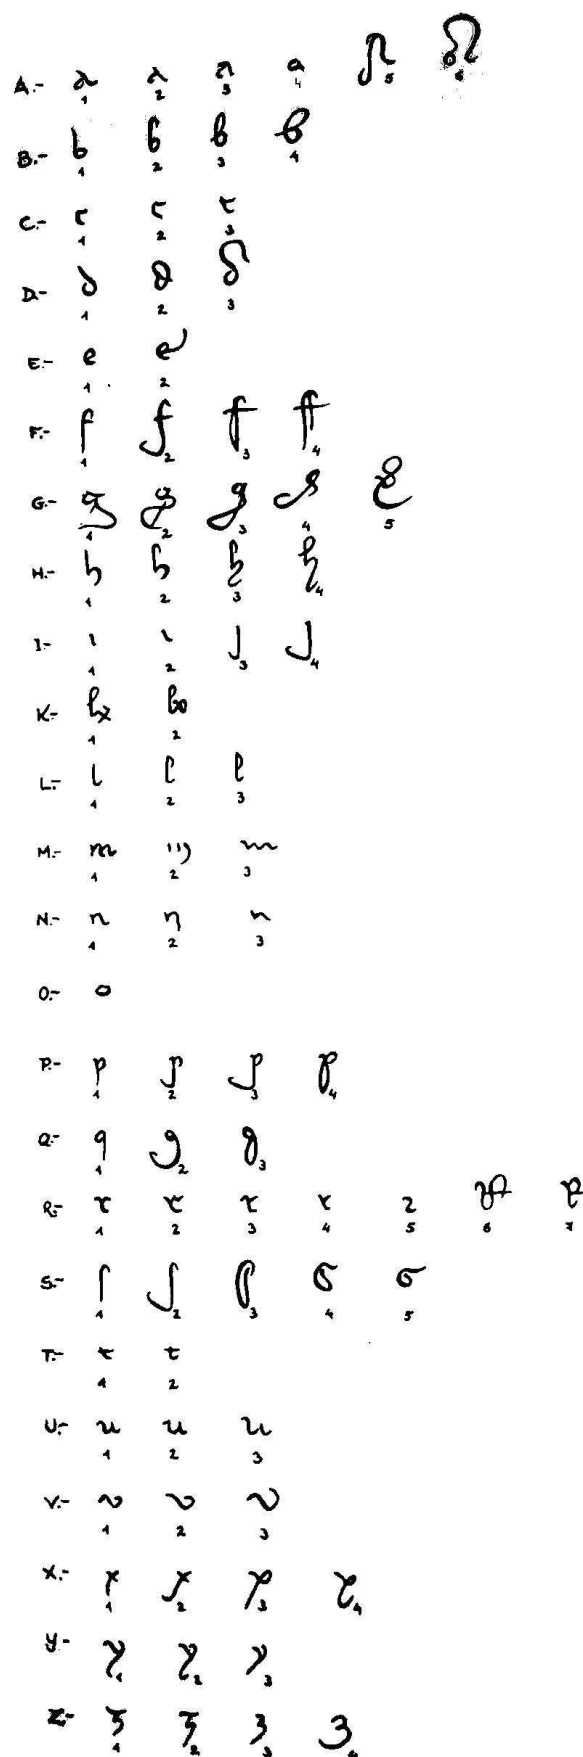 A.- a 1 a 2 a 3 a 4 5 6
B.- b 1 b 2 b 3 b 4
C.- c 1 c 2 c 3
D.- d 1 d 2 d 3
E.- e 1 e 2
F.- f 1 f 2 f 3 ff 4
G.- g 1 g 2 g 3 g 4 g 5
H.- h 1 h 2 h 3 h 4
I.- ı 1 ı 2 j 3 j 4
K.- k 1 k 2
L.- l 1 l 2 l 3
M.- m 1 m 2 m 3
N.- n 1 n 2 n 3
O.- o
P.- p 1 p 2 p 3 p 4
Q.- q 1 q 2 q 3
R.- r 1 r 2 r 3 r 4 2 5 6 7
S.- ſ 1 ſ 2 ſ 3 σ 4 σ 5
T.- t 1 t 2
U.- u 1 u 2 u 3
V.- v 1 v 2 v 3
X.- x 1 x 2 x 3 x 4
Y.- y 1 y 2 y 3
Z.- z 1 z 2 z 3 3 4